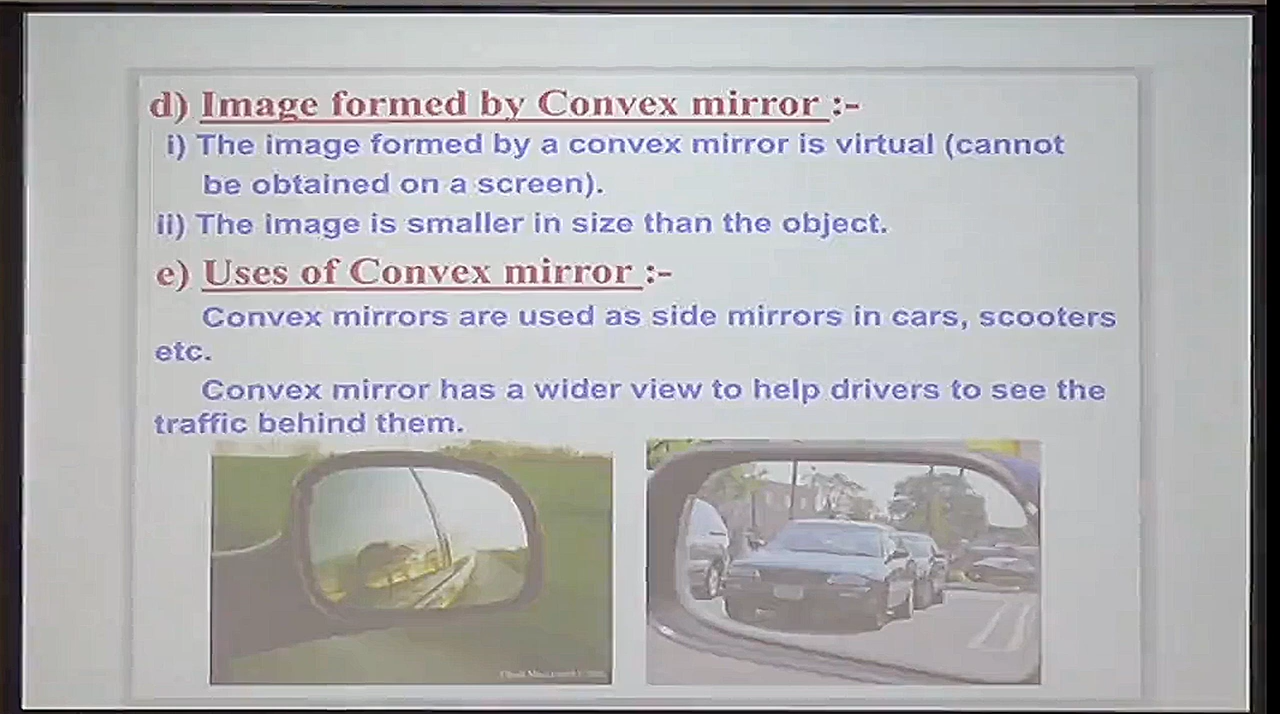 d) Image formed by Convex mirror :-
i) The image formed by a convex mirror is virtual (cannot
be obtained on a screen).
ii) The image is smaller in size than the object.
e) Uses of Convex mirror :-
Convex mirrors are used as side mirrors in cars, scooters
etc.
Convex mirror has a wider view to help drivers to see the
traffic behind them.